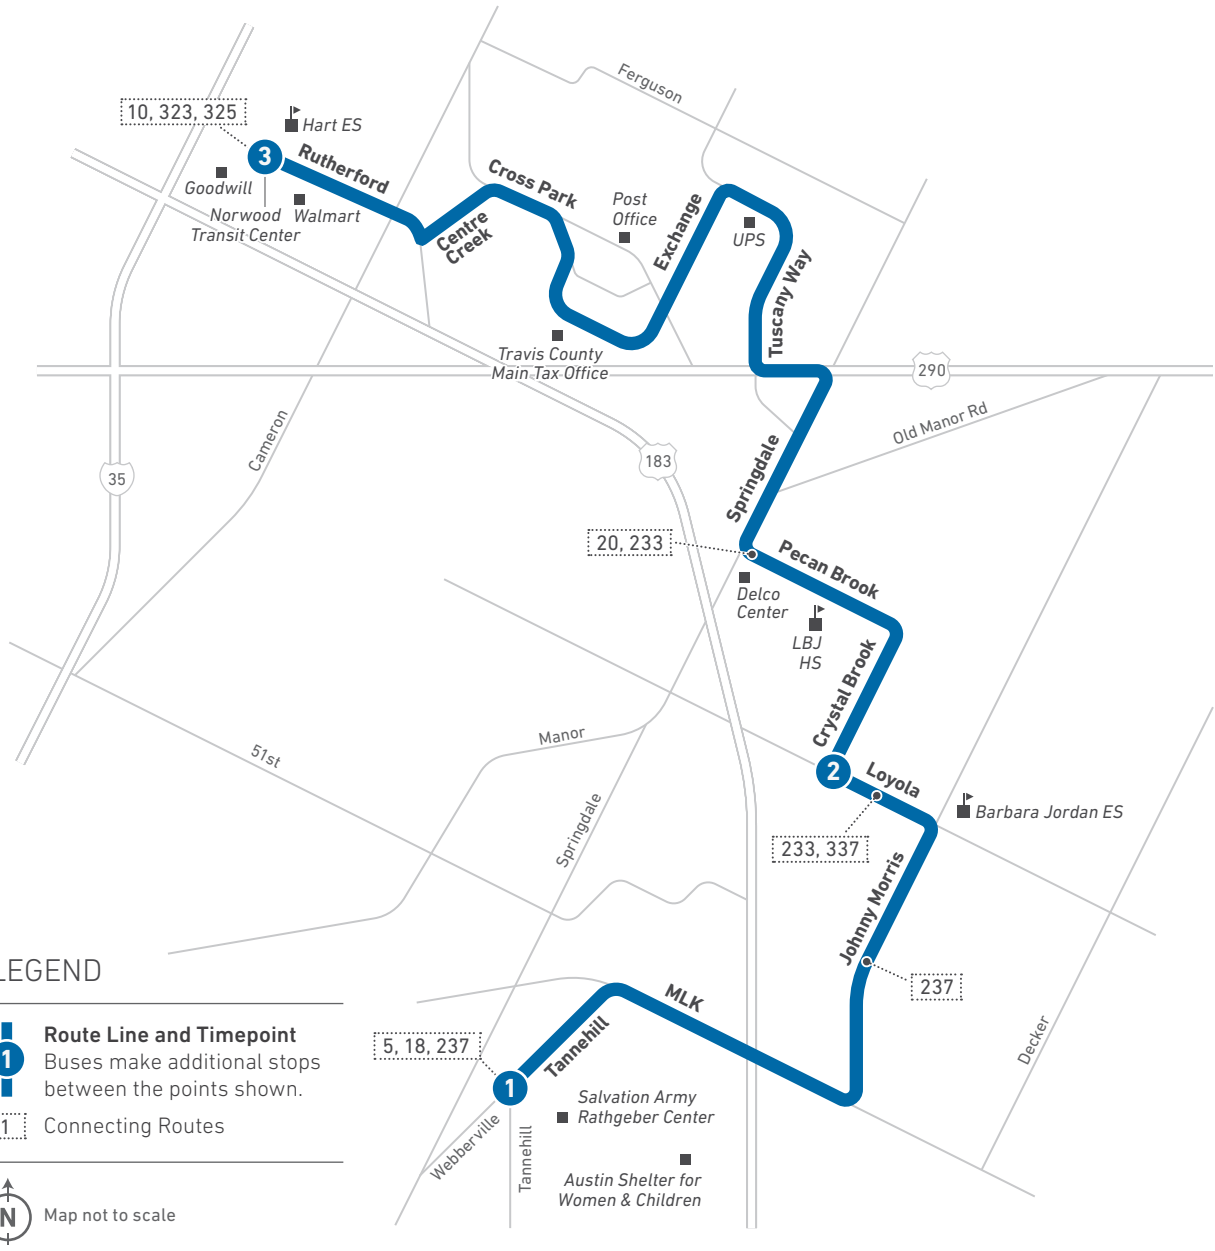 Ferguson
10, 323, 325
Hart ES
3
Rutherford
Goodwill
Walmart
Norwood
Transit Center
Cross Park
Centre
Creek
Post
Office
Exchange
UPS
Tuscany Way
Travis County
Main Tax Office
290
Old Manor Rd
Cameron
183
35
Springdale
20, 233
Pecan Brook
Delco
Center
LBJ
HS
Crystal Brook
Manor
51st
2
Loyola
Barbara Jordan ES
Springdale
233, 337
Johnny Morris
237
MLK
Decker
Tannehill
5, 18, 237
1
Salvation Army
Rathgeber Center
Webberville
Tannehill
Austin Shelter for
Women & Children
LEGEND
Route Line and Timepoint
1
Buses make additional stops
between the points shown.
1
Connecting Routes
N
Map not to scale